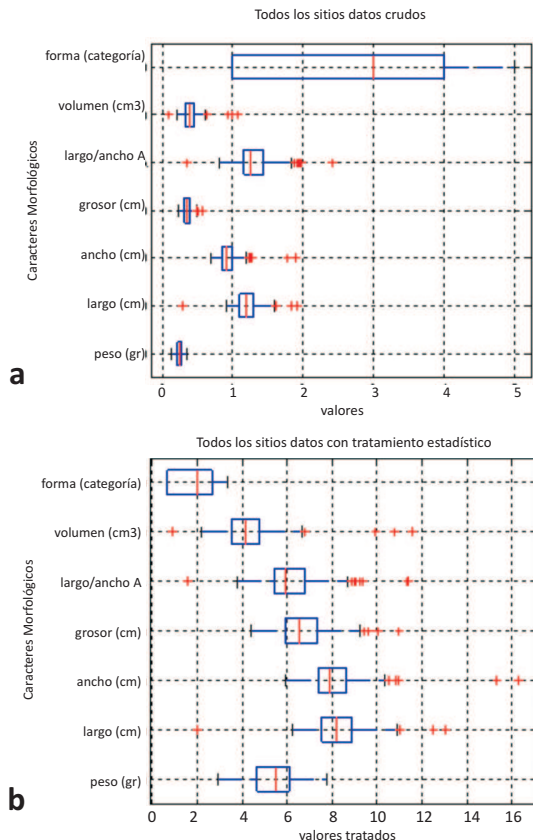 Todos los sitios datos crudos
Caracteres Morfológicos
forma (categoría)
volumen (cm3)
largo/ancho A
grosor (cm)
ancho (cm)
largo (cm)
peso (gr)
0 1 2 3 4 5
valores
a
Todos los sitios datos con tratamiento estadístico
Caracteres Morfológicos
forma (categoría)
volumen (cm3)
largo/ancho A
grosor (cm)
ancho (cm)
largo (cm)
peso (gr)
0 2 4 6 8 10 12 14 16
valores tratados
b